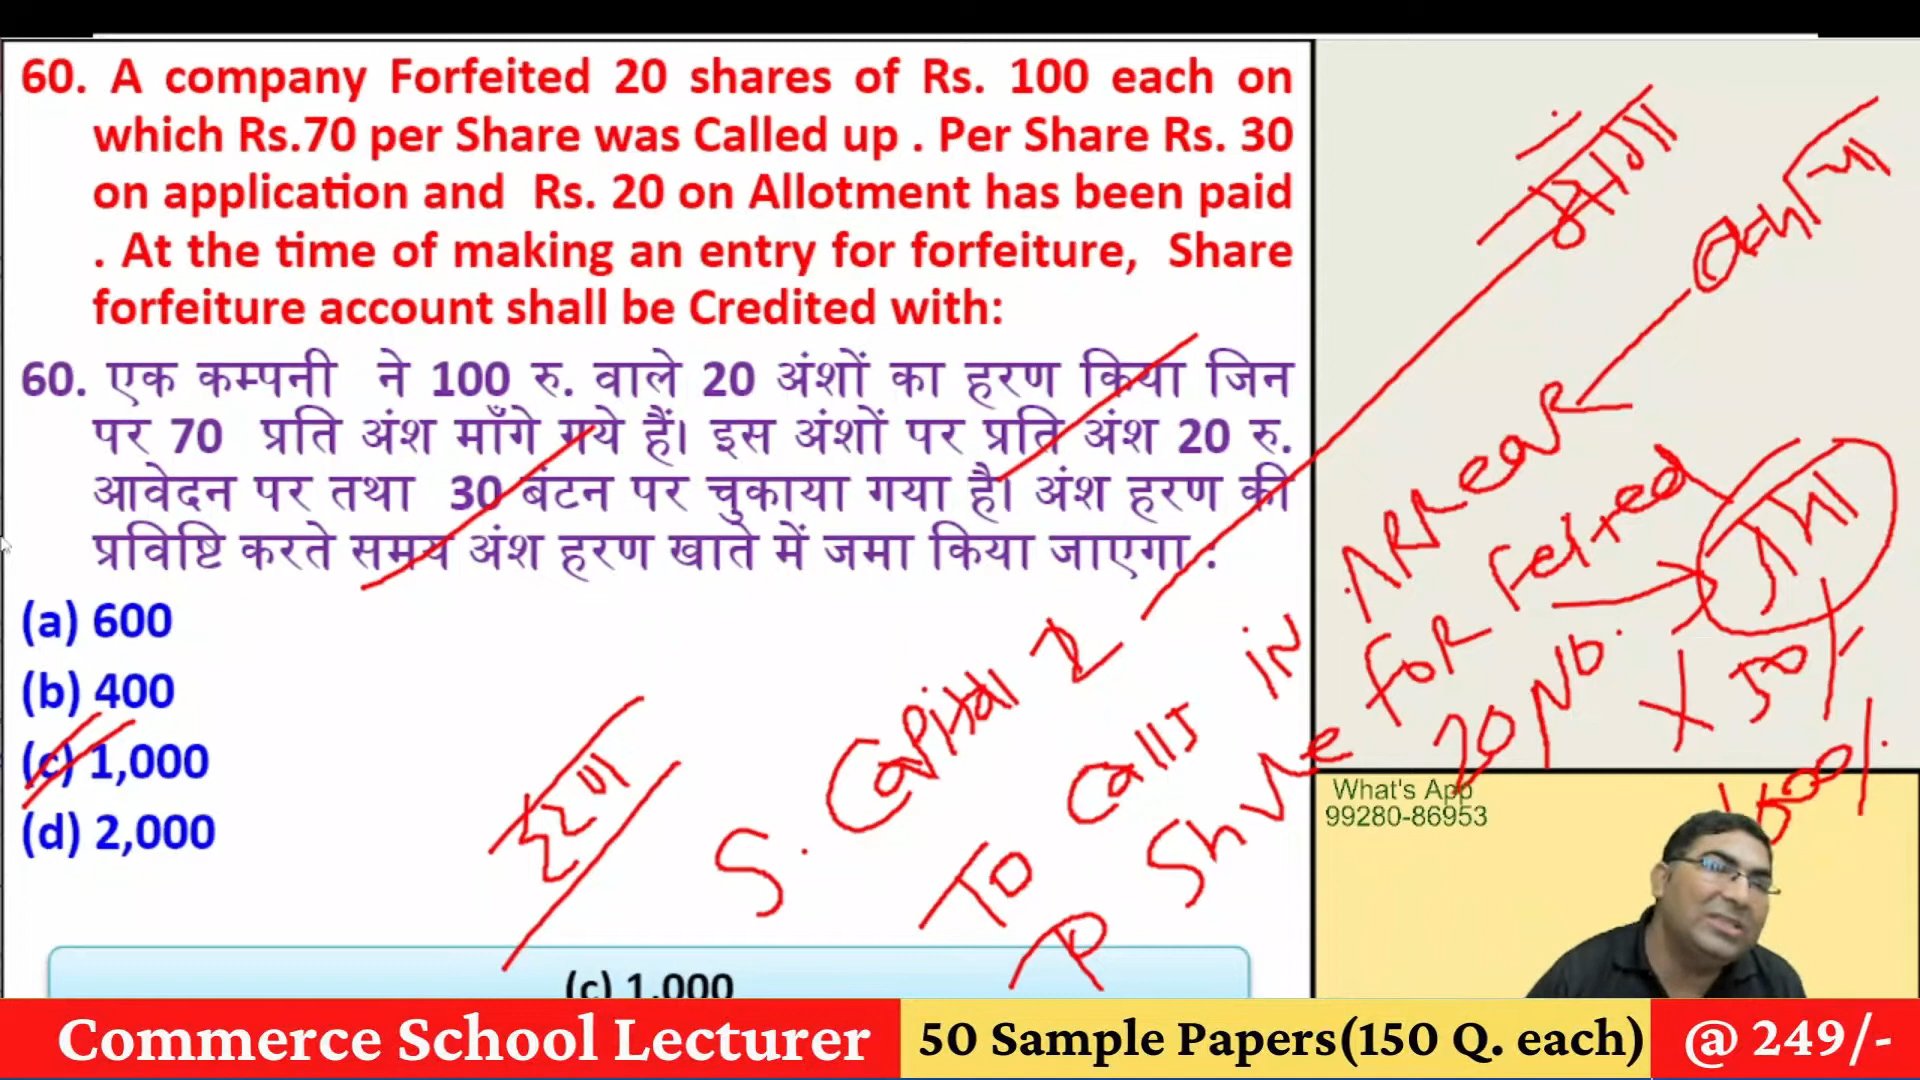 60. A company Forfeited 20 shares of Rs. 100 each on
which Rs.70 per Share was Called up . Per Share Rs. 30
on application and Rs. 20 on Allotment has been paid
. At the time of making an entry for forfeiture, Share
forfeiture account shall be Credited with:
60. एक कम्पनी ने 100 रु. वाले 20 अंशों का हरण किया जिन
पर 70 प्रति अंश माँगे गये हैं। इस अंशों पर प्रति अंश 20 रु.
आवेदन पर तथा 30 बंटन पर चुकाया गया है। अंश हरण की
प्रविष्टि करते समय अंश हरण खाते में जमा किया जाएगा :
(a) 600
(b) 400
(c) 1,000
(d) 2,000
(c) 1,000
S. Capital
To Calls in
ARREAR
To Share Forfeited
20 No. X 50/-
जमा
What's App
99280-86953
Commerce School Lecturer
50 Sample Papers(150 Q. each)
@ 249/-